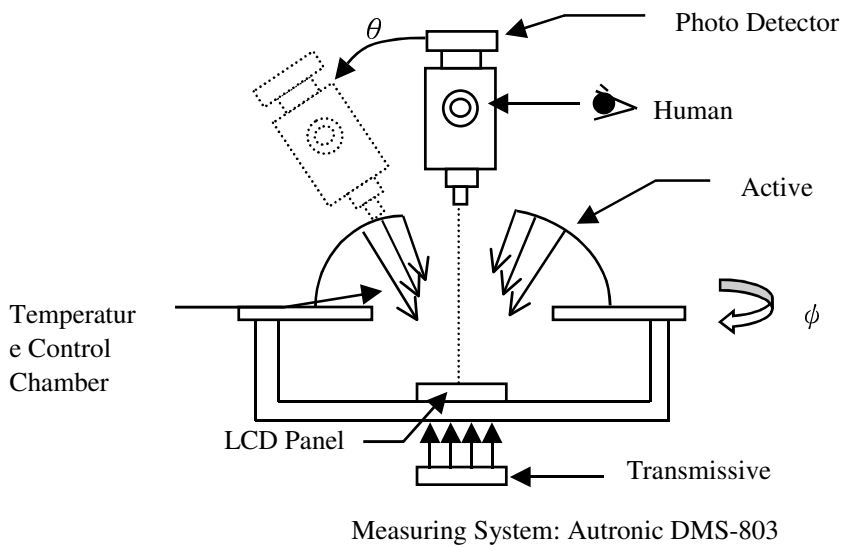 θ
Photo Detector
Human
Active
Temperatur
e Control
Chamber
ϕ
LCD Panel
Transmissive
Measuring System: Autronic DMS-803